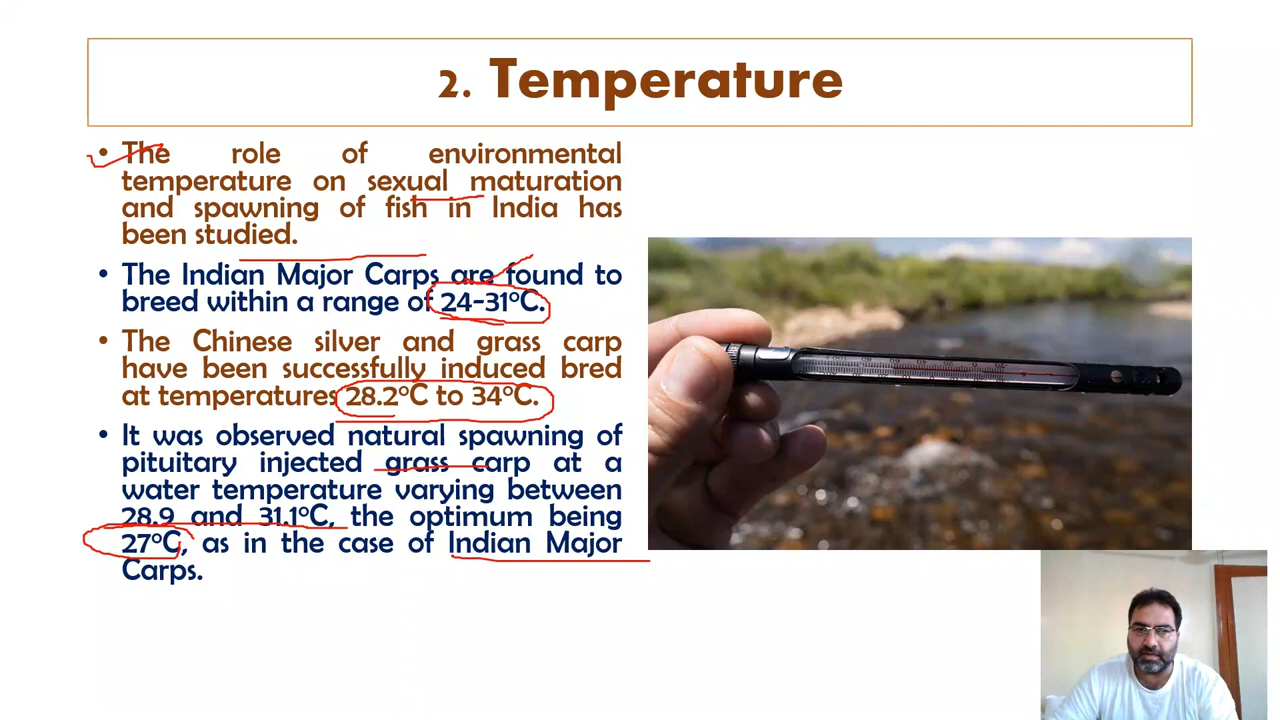 2. Temperature
• The role of environmental
temperature on sexual maturation
and spawning of fish in India has
been studied.
• The Indian Major Carps are found to
breed within a range of 24-31°C.
• The Chinese silver and grass carp
have been successfully induced bred
at temperatures 28.2°C to 34°C.
• It was observed natural spawning of
pituitary injected grass carp at a
water temperature varying between
28.9 and 31.1°C, the optimum being
27°C, as in the case of Indian Major
Carps.